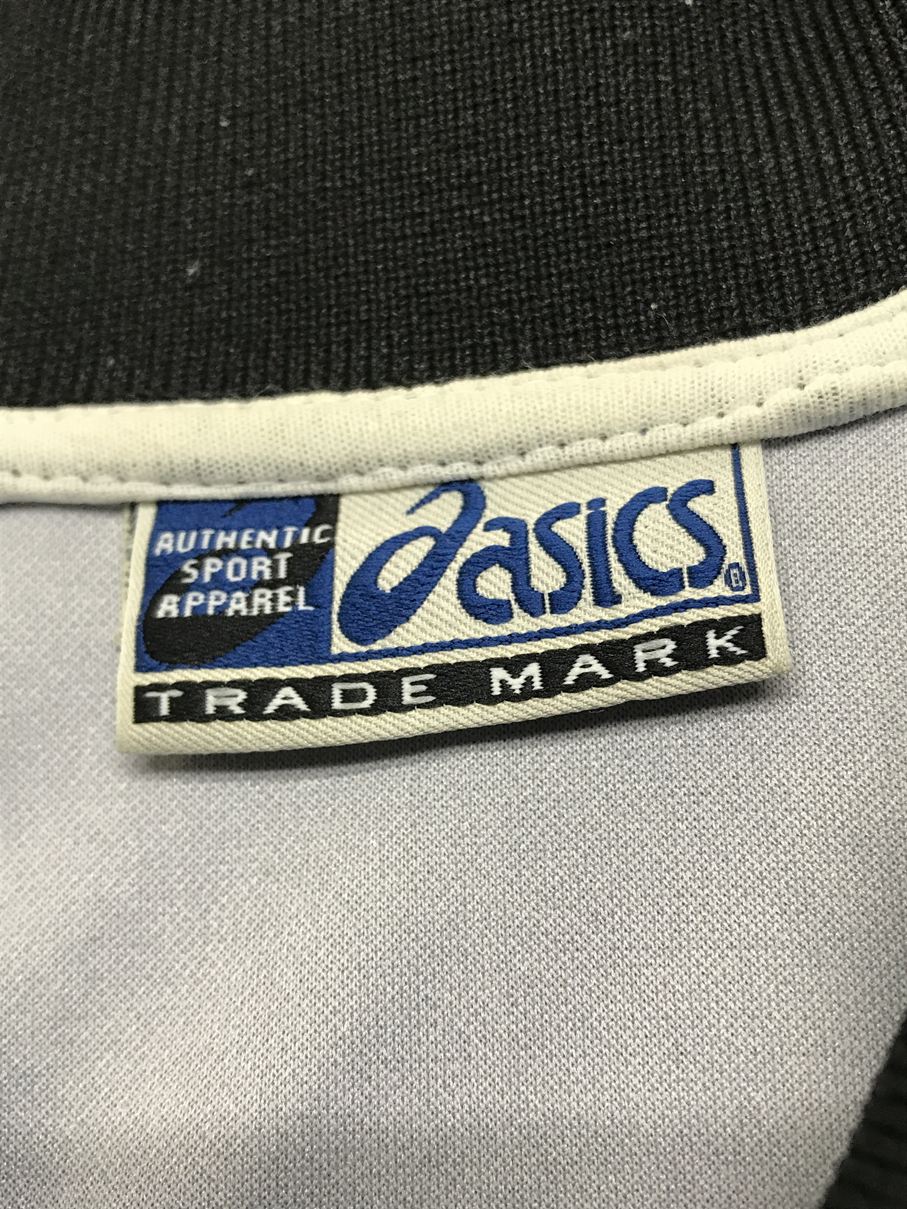 AUTHENTIC
SPORT
APPAREL
asics®
TRADE MARK